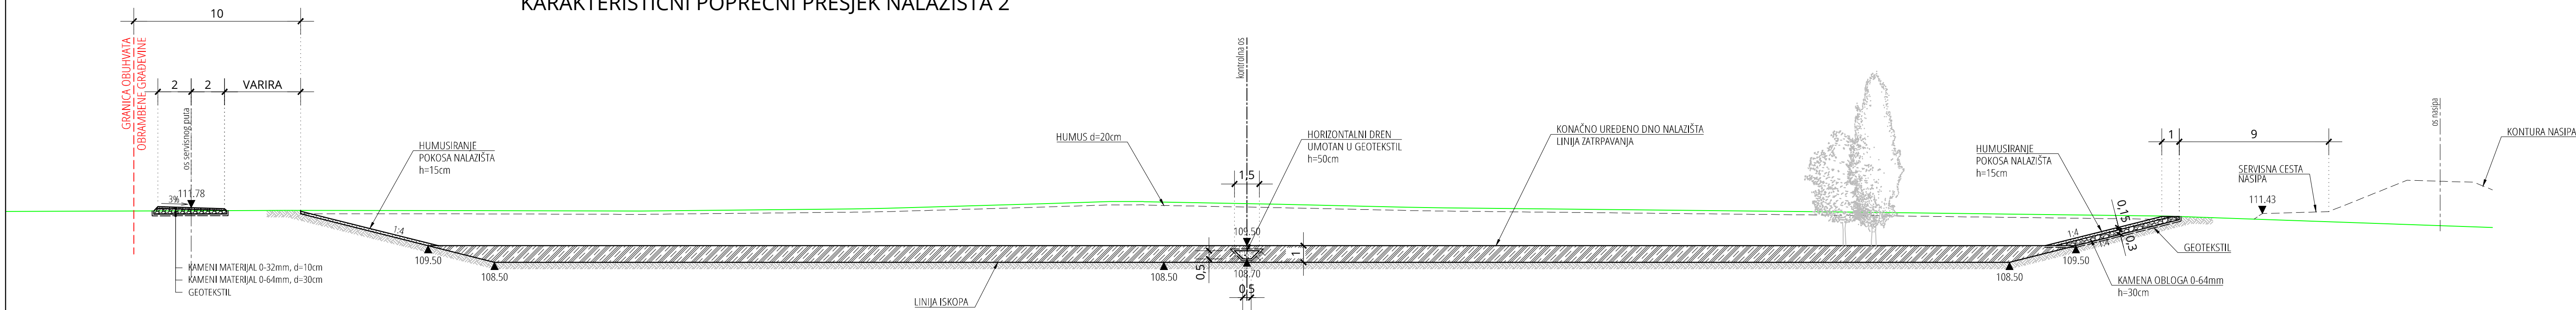 KARAKTERISTIČNI POPREČNI PRESJEK NALAZIŠTA 2
10
GRANICA OBUHVATA
OBRAMBENE GRAĐEVINE
2
2
VARIRA
os servisnog puta
111.78
3%
HUMUSIRANJE
POKOSA NALAZIŠTA
h=15cm
1:4
109.50
108.50
KAMENI MATERIJAL 0-32mm, d=10cm
KAMENI MATERIJAL 0-64mm, d=30cm
GEOTEKSTIL
LINIJA ISKOPA
HUMUS d=20cm
108.50
kontrolna os
1,5
HORIZONTALNI DREN
UMOTAN U GEOTEKSTIL
h=50cm
109.50
0,5
1
108.70
0,5
KONAČNO UREĐENO DNO NALAZIŠTA
LINIJA ZATRPAVANJA
HUMUSIRANJE
POKOSA NALAZIŠTA
h=15cm
1:4
1:4
0,15
0,3
108.50
109.50
GEOTEKSTIL
KAMENA OBLOGA 0-64mm
h=30cm
1
9
SERVISNA CESTA
NASIPA
111.43
os nasipa
KONTURA NASIPA